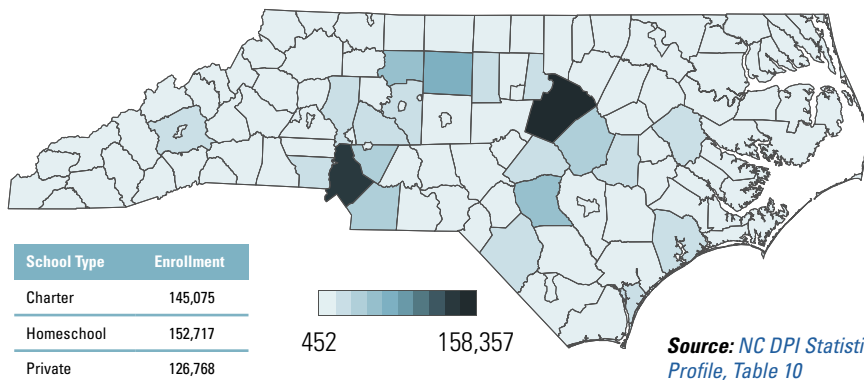 School Type Enrollment
Charter 145,075
Homeschool 152,717
Private 126,768
452 158,357
Source: NC DPI
Profile, Table 10